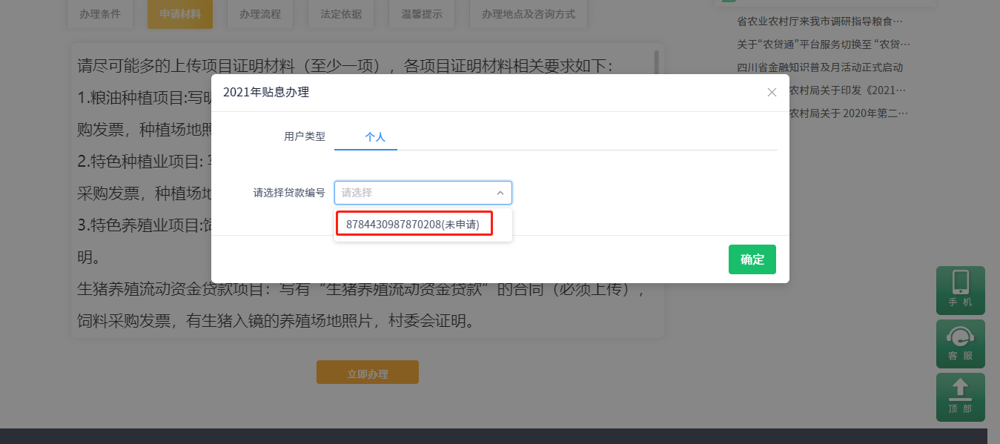 办理条件
申请材料
办理流程
法定依据
温馨提示
办理地点及咨询方式
省农业农村厅来我市调研指导粮食…
关于“农贷通”平台服务切换至 “农贷…
四川省金融知识普及月活动正式启动
农村局关于印发《2021…
农村局关于 2020年第二…
请尽可能多的上传项目证明材料（至少一项），各项目证明材料相关要求如下：
1.粮油种植项目:写明
购发票，种植场地照
2.特色种植业项目: 写
采购发票，种植场地
3.特色养殖业项目:饲
明。
生猪养殖流动资金贷款项目：写有“生猪养殖流动资金贷款”的合同（必须上传），
饲料采购发票，有生猪入镜的养殖场地照片，村委会证明。
2021年贴息办理
用户类型
个人
请选择贷款编号
请选择
8784430987870208(未申请)
确定
立即办理
手 机
客 服
顶 部